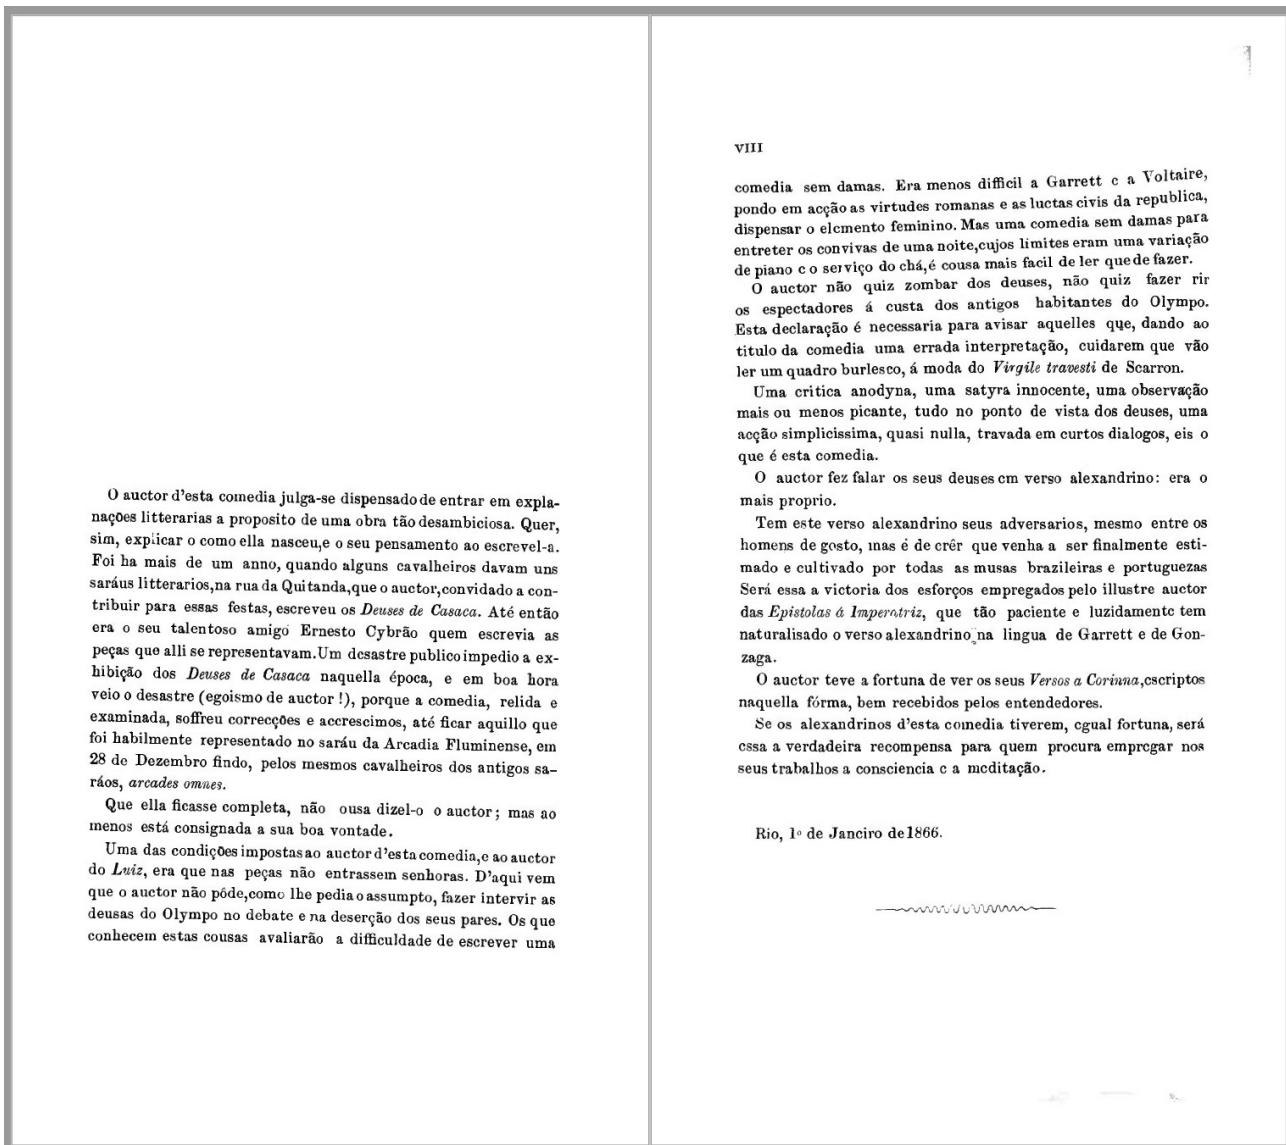 O auctor d'esta comedia julga-se dispensado de entrar em expla-
nações litterarias a proposito de uma obra tão desambiciosa. Quer,
sim, explicar o como ella nasceu, e o seu pensamento ao escrevel-a.
Foi ha mais de um anno, quando alguns cavalheiros davam uns
saráus litterarios, na rua da Quitanda, que o auctor, convidado a con-
tribuir para essas festas, escreveu os Deuses de Casaca. Até então
era o seu talentoso amigo Ernesto Cybrão quem escrevia as
peças que alli se representavam. Um desastre publico impedio a ex-
hibição dos Deuses de Casaca naquella época, e em boa hora
veio o desastre (egoismo de auctor !), porque a comedia, relida e
examinada, soffreu correcções e accrescimos, até ficar aquillo que
foi habilmente representado no saráu da Arcadia Fluminense, em
28 de Dezembro findo, pelos mesmos cavalheiros dos antigos sa-
ráos, arcades omnes.
Que ella ficasse completa, não ousa dizel-o o auctor ; mas ao
menos está consignada a sua boa vontade.
Uma das condições impostas ao auctor d'esta comedia, e ao auctor
do Luiz, era que nas peças não entrassem senhoras. D'aqui vem
que o auctor não pôde, como lhe pedia o assumpto, fazer intervir as
deusas do Olympo no debate e na deserção dos seus pares. Os que
conhecem estas cousas avaliarão a difficuldade de escrever uma
VIII
comedia sem damas. Era menos difficil a Garrett e a Voltaire,
pondo em acção as virtudes romanas e as luctas civis da republica,
dispensar o elemento feminino. Mas uma comedia sem damas para
entreter os convivas de uma noite, cujos limites eram uma variação
de piano e o serviço do chá, é cousa mais facil de ler que de fazer.
O auctor não quiz zombar dos deuses, não quiz fazer rir
os espectadores á custa dos antigos habitantes do Olympo.
Esta declaração é necessaria para avisar aquelles que, dando ao
titulo da comedia uma errada interpretação, cuidarem que vão
ler um quadro burlesco, á moda do Virgile travesti de Scarron.
Uma critica anodyna, uma satyra innocente, uma observação
mais ou menos picante, tudo no ponto de vista dos deuses, uma
acção simplicissima, quasi nulla, travada em curtos dialogos, eis o
que é esta comedia.
O auctor fez falar os seus deuses em verso alexandrino: era o
mais proprio.
Tem este verso alexandrino seus adversarios, mesmo entre os
homens de gosto, mas é de crêr que venha a ser finalmente esti-
mado e cultivado por todas as musas brazileiras e portuguezas
Será essa a victoria dos esforços empregados pelo illustre auctor
das Epistolas á Imperatriz, que tão paciente e luzidamente tem
naturalisado o verso alexandrino na lingua de Garrett e de Gon-
zaga.
O auctor teve a fortuna de ver os seus Versos a Corinna, escriptos
naquella fórma, bem recebidos pelos entendedores.
Se os alexandrinos d'esta comedia tiverem, egual fortuna, será
essa a verdadeira recompensa para quem procura empregar nos
seus trabalhos a consciencia e a meditação.
Rio, 1º de Janeiro de 1866.